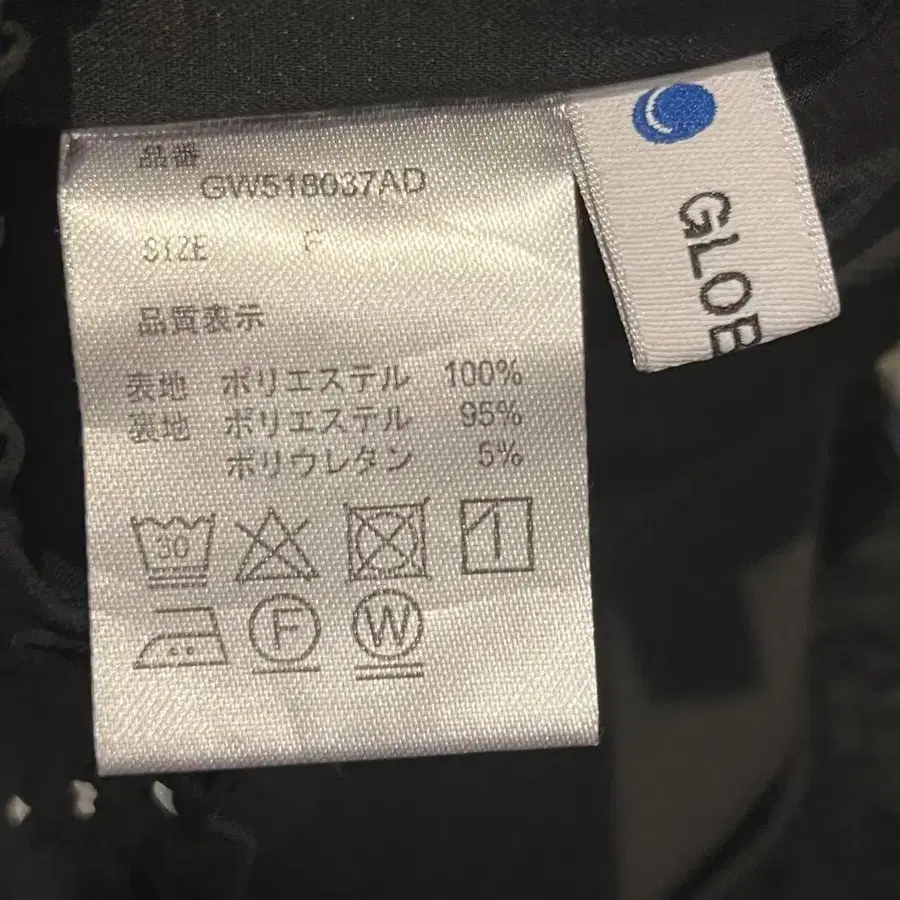 品番
GW518037AD
SIZE F
品質表示
表地 ポリエステル 100%
裏地 ポリエステル 95%
ポリウレタン 5%
30
1
F
W
GLOB